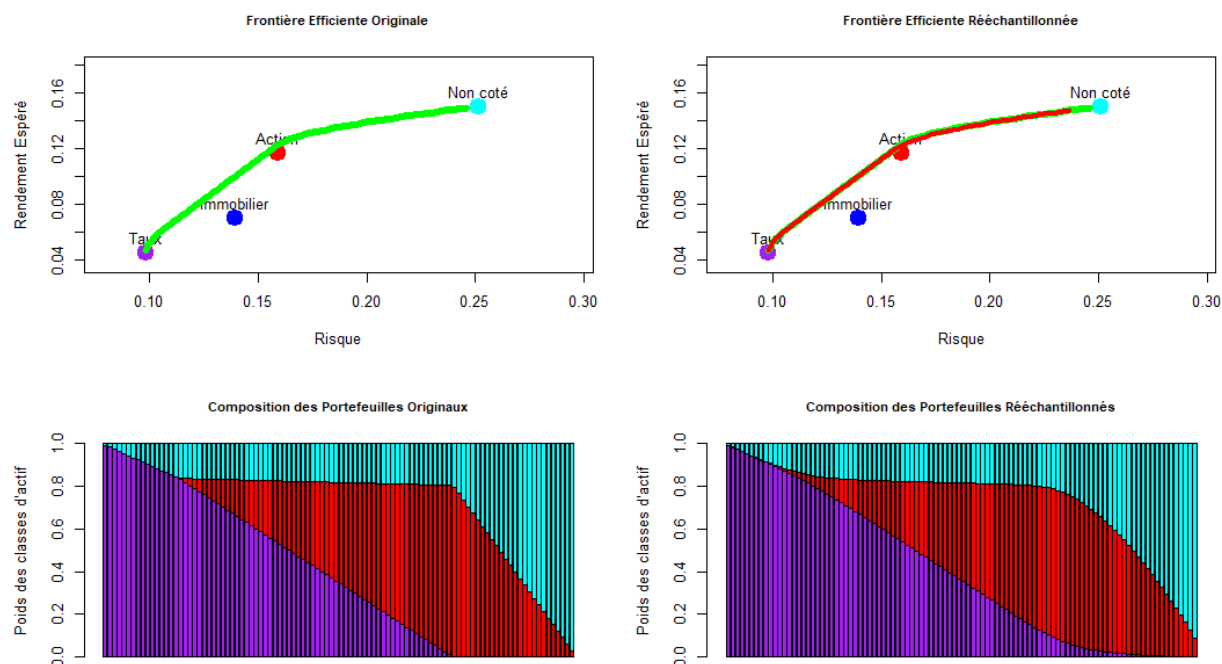 Frontière Efficiente Originale
Rendement Espéré
0.04 0.08 0.12 0.16
Non coté
Action
Immobilier
Taux
0.10 0.15 0.20 0.25 0.30
Risque
Frontière Efficiente Rééchantillonnée
Rendement Espéré
0.04 0.08 0.12 0.16
Non coté
Action
Immobilier
Taux
0.10 0.15 0.20 0.25 0.30
Risque
Composition des Portefeuilles Originaux
Poids des classes d'actif
0.0 0.2 0.4 0.6 0.8 1.0
Composition des Portefeuilles Rééchantillonnés
Poids des classes d'actif
0.0 0.2 0.4 0.6 0.8 1.0